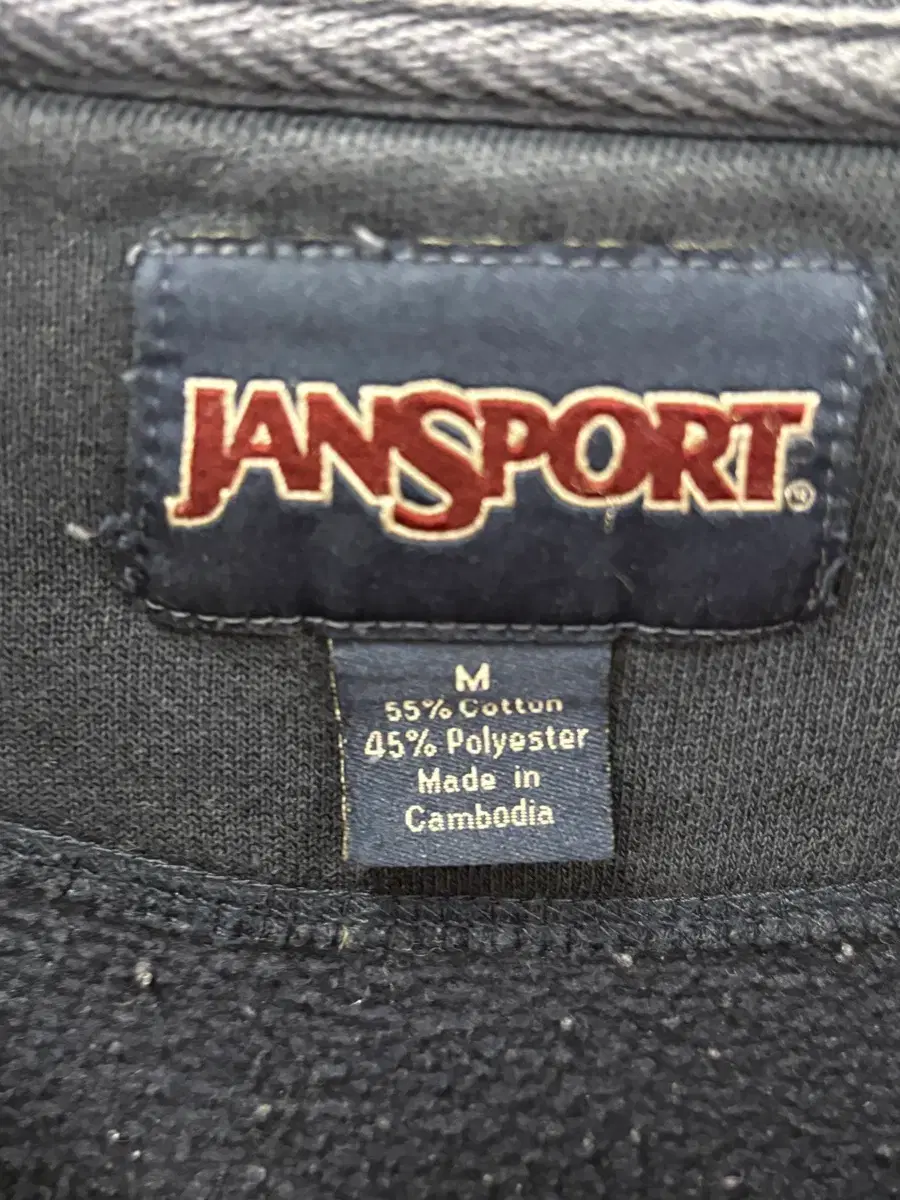 JANSPORT®
M
55% Cotton
45% Polyester
Made in
Cambodia